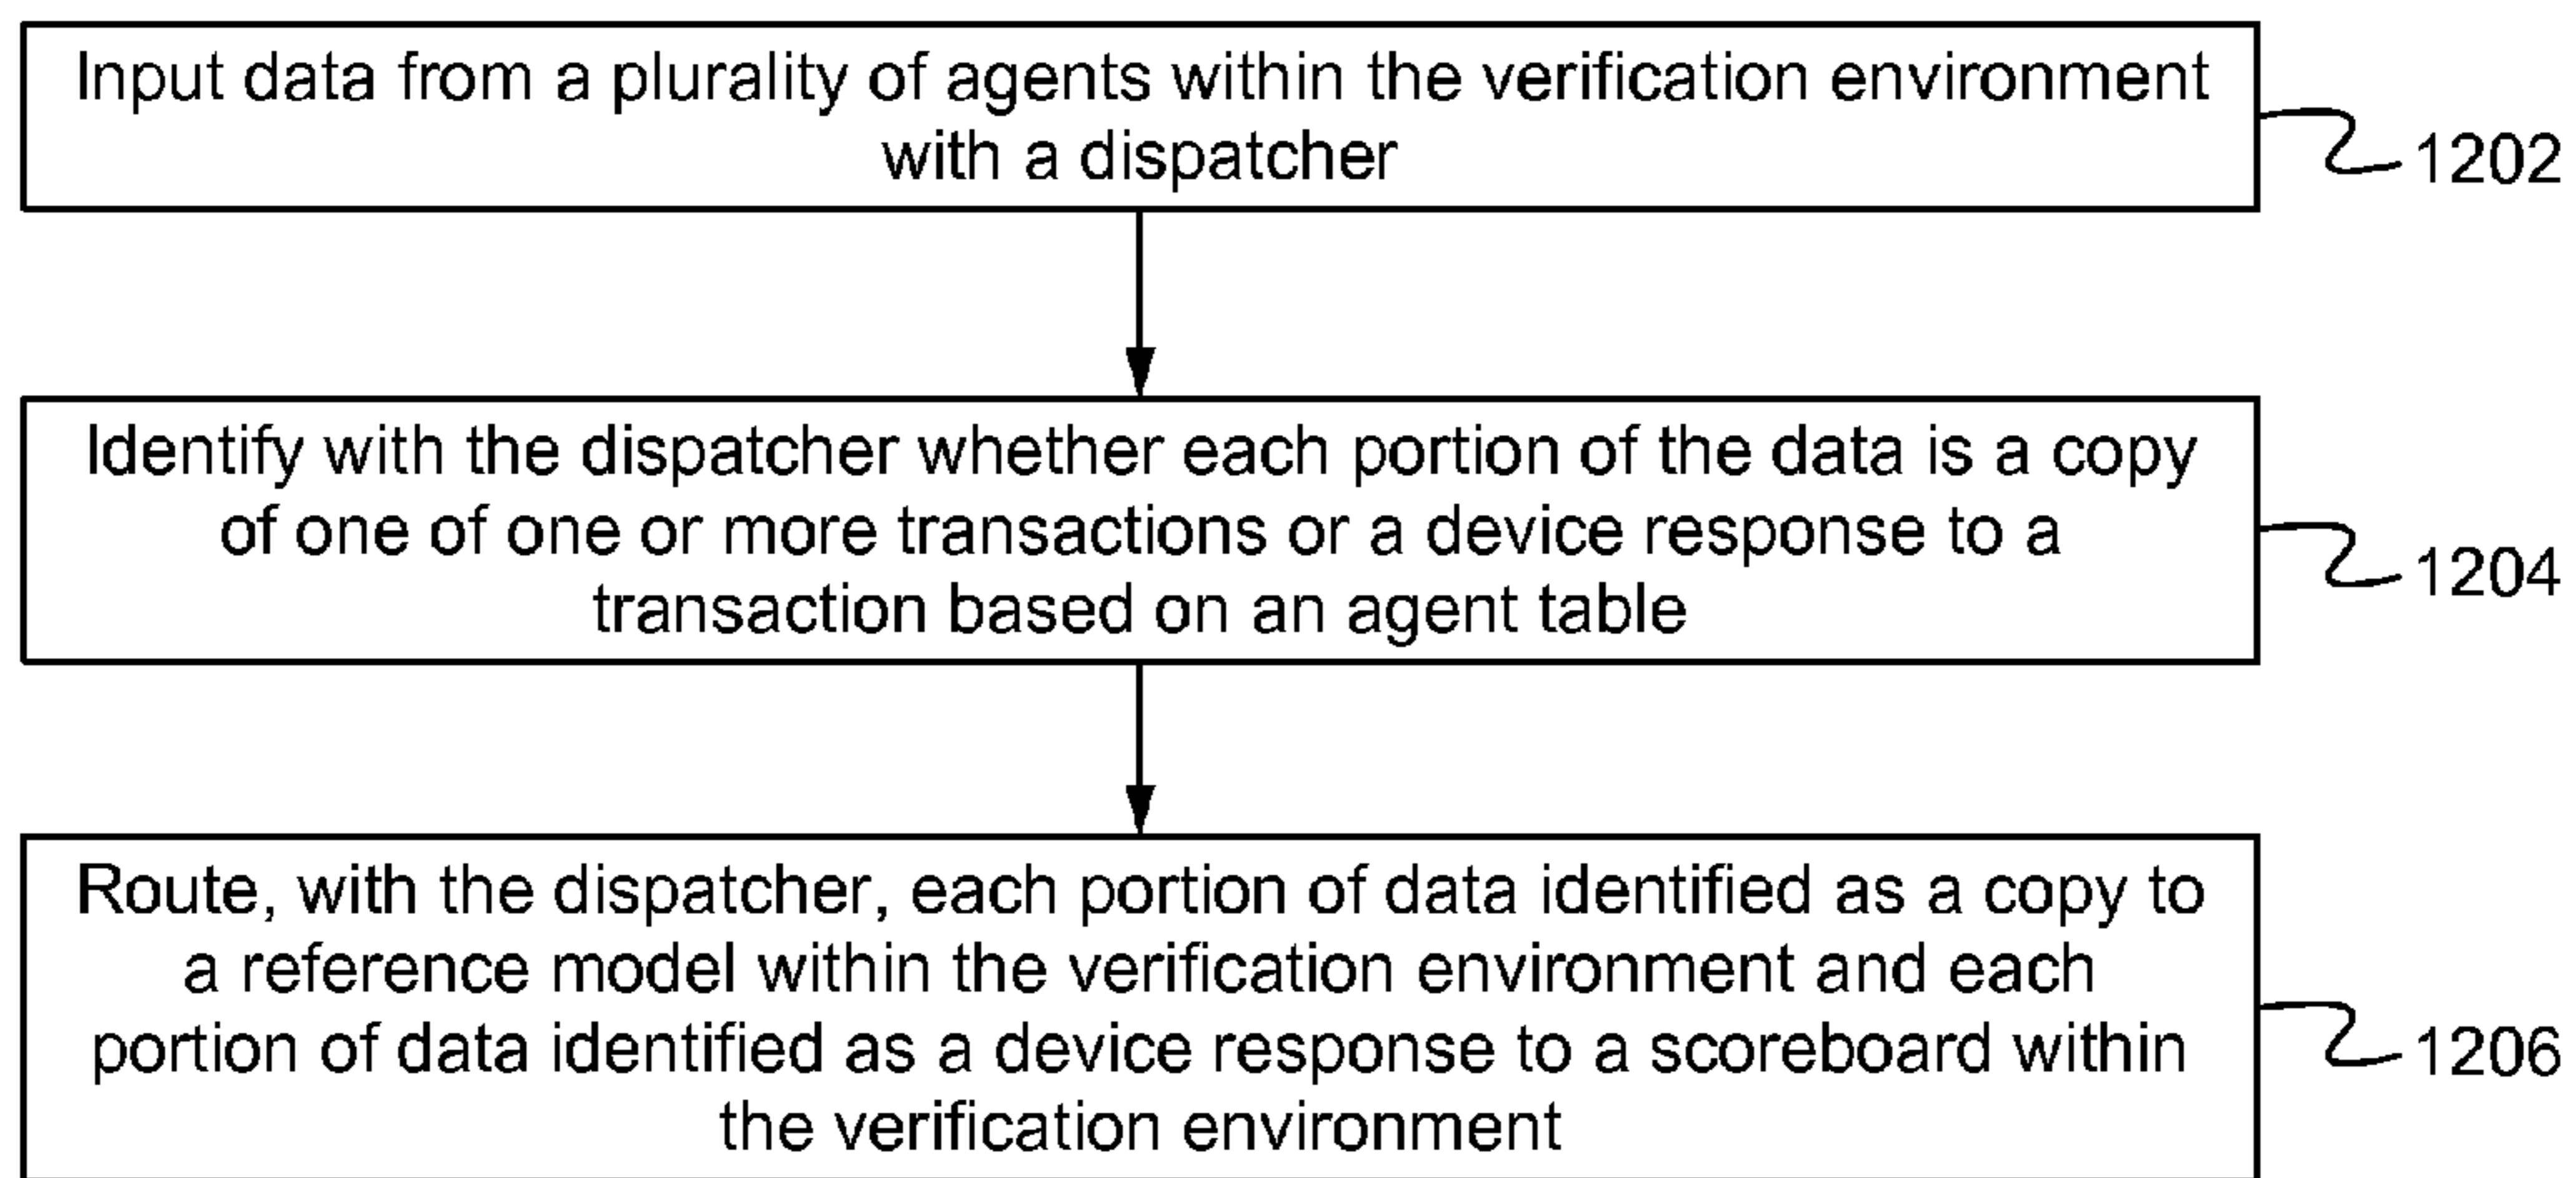 Input data from a plurality of agents within the verification environment
with a dispatcher
1202
Identify with the dispatcher whether each portion of the data is a copy
of one of one or more transactions or a device response to a
transaction based on an agent table
1204
Route, with the dispatcher, each portion of data identified as a copy to
a reference model within the verification environment and each
portion of data identified as a device response to a scoreboard within
the verification environment
1206